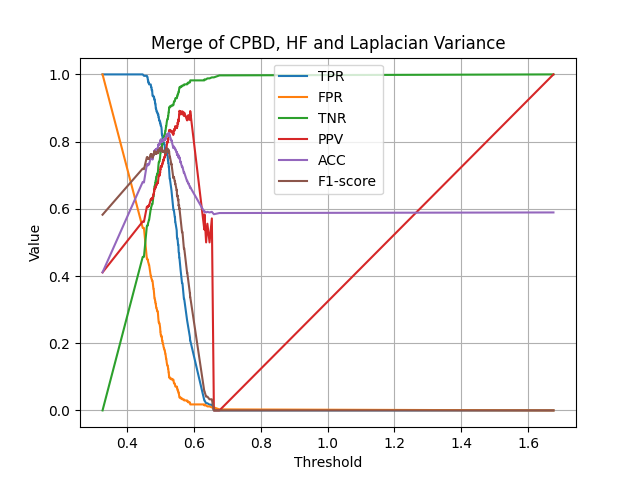 Merge of CPBD, HF and Laplacian Variance
TPR
FPR
TNR
PPV
ACC
F1-score
Value
1.0
0.8
0.6
0.4
0.2
0.0
0.4 0.6 0.8 1.0 1.2 1.4 1.6
Threshold